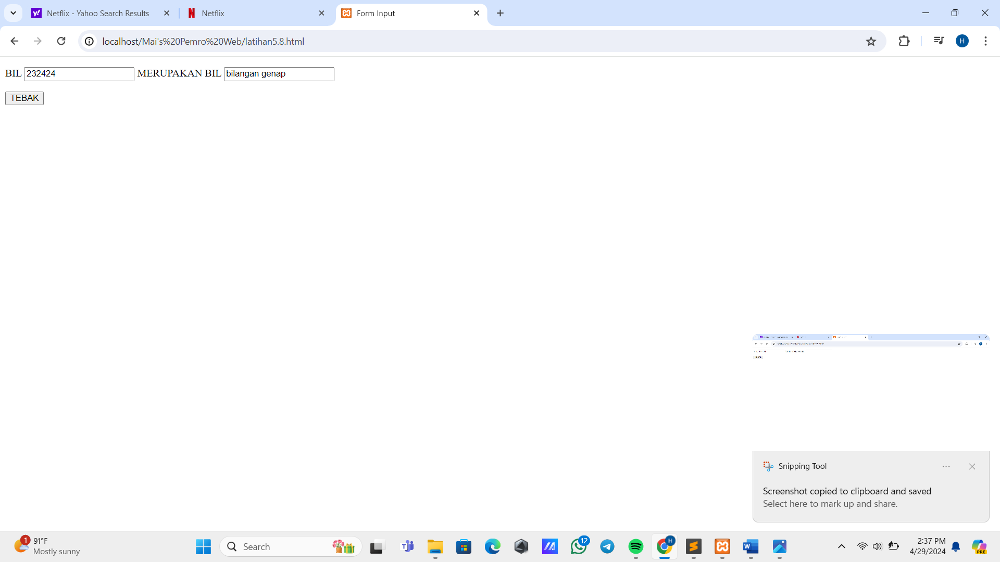 Netflix - Yahoo Search Results
Netflix
Form Input
localhost/Mai's%20Pemro%20Web/latihan5.8.html
H
BIL 232424 MERUPAKAN BIL bilangan genap
TEBAK
Snipping Tool
Screenshot copied to clipboard and saved
Select here to mark up and share.
1
91°F
Mostly sunny
Search
12
H
2:37 PM
4/29/2024
PRE